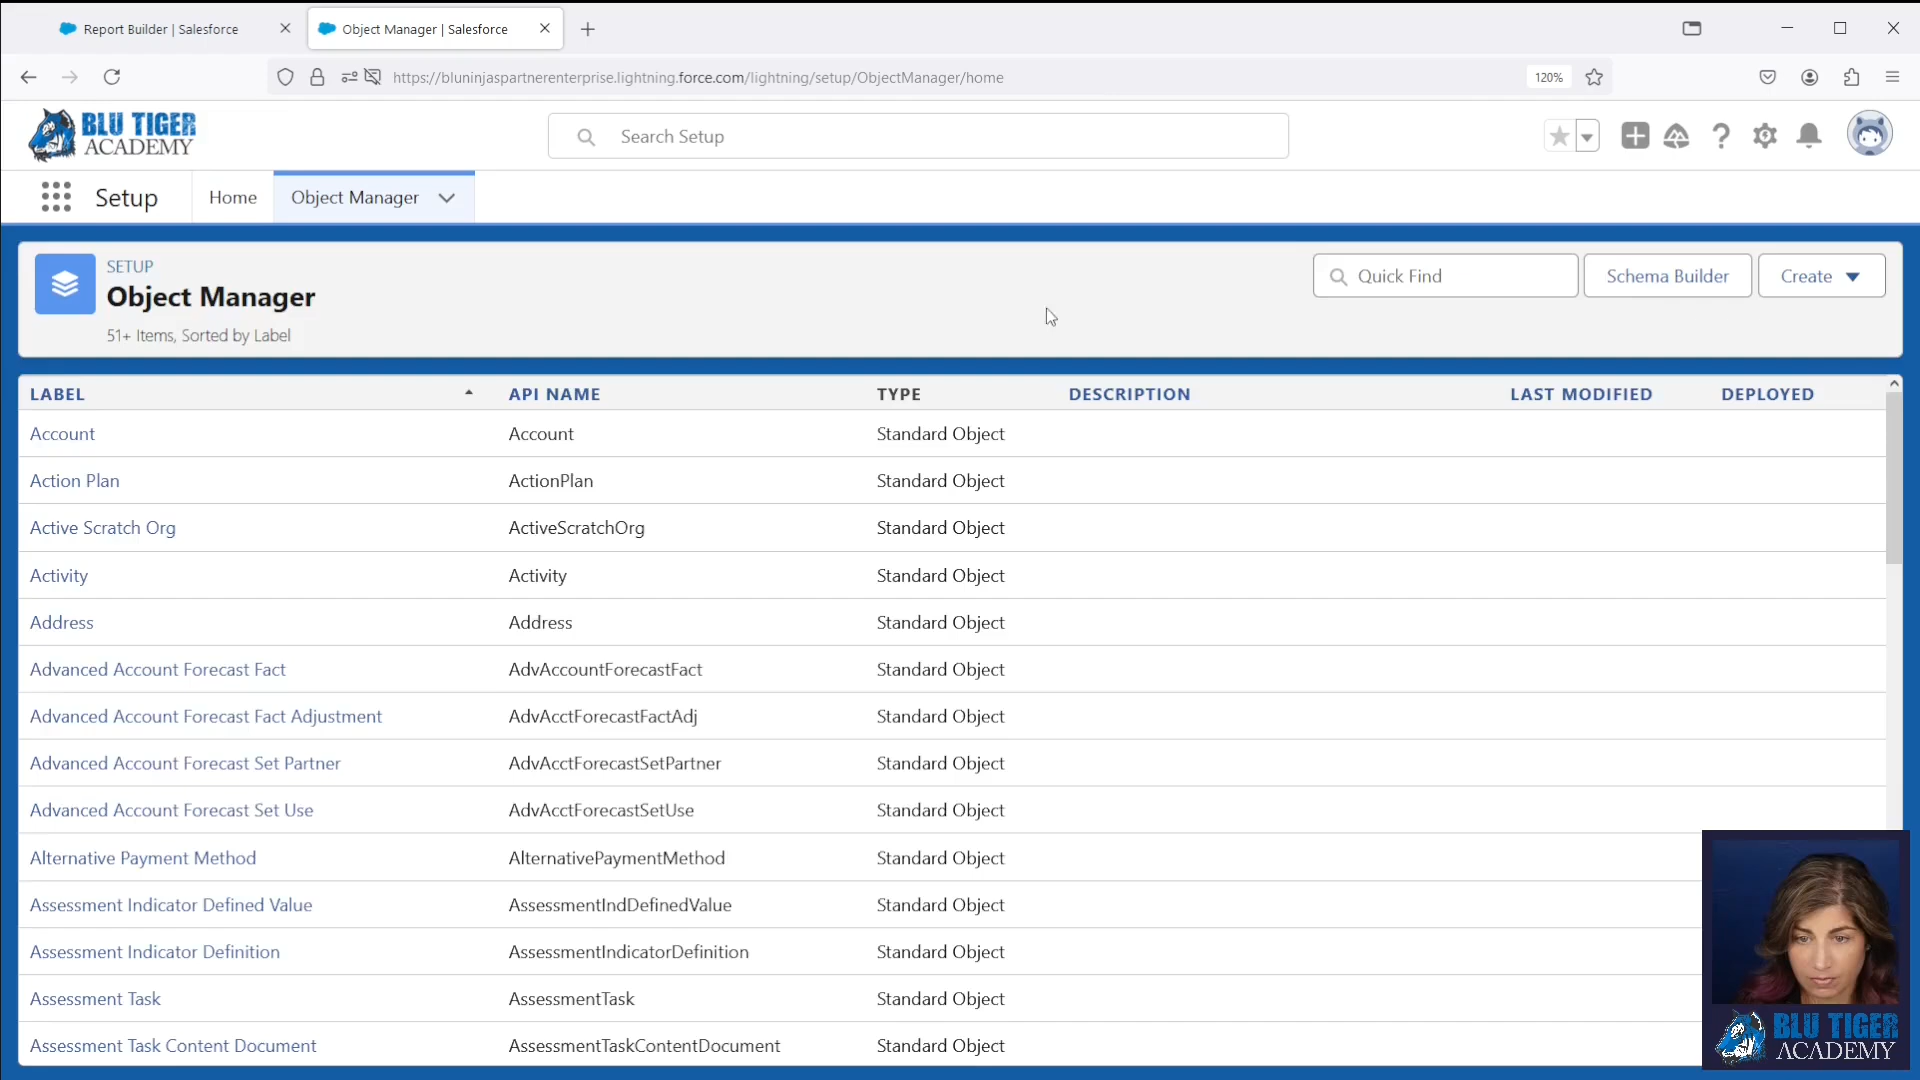 Report Builder | Salesforce
Object Manager | Salesforce
https://bluninjaspartnerenterprise.lightning.force.com/lightning/setup/ObjectManager/home
120%
BLU TIGER
ACADEMY
Search Setup
Setup
Home
Object Manager
SETUP
Object Manager
51+ Items, Sorted by Label
Quick Find
Schema Builder
Create
LABEL API NAME TYPE DESCRIPTION LAST MODIFIED DEPLOYED
Account Account Standard Object
Action Plan ActionPlan Standard Object
Active Scratch Org ActiveScratchOrg Standard Object
Activity Activity Standard Object
Address Address Standard Object
Advanced Account Forecast Fact AdvAccountForecastFact Standard Object
Advanced Account Forecast Fact Adjustment AdvAcctForecastFactAdj Standard Object
Advanced Account Forecast Set Partner AdvAcctForecastSetPartner Standard Object
Advanced Account Forecast Set Use AdvAcctForecastSetUse Standard Object
Alternative Payment Method AlternativePaymentMethod Standard Object
Assessment Indicator Defined Value AssessmentIndDefinedValue Standard Object
Assessment Indicator Definition AssessmentIndicatorDefinition Standard Object
Assessment Task AssessmentTask Standard Object
Assessment Task Content Document AssessmentTaskContentDocument Standard Object
BLU TIGER
ACADEMY